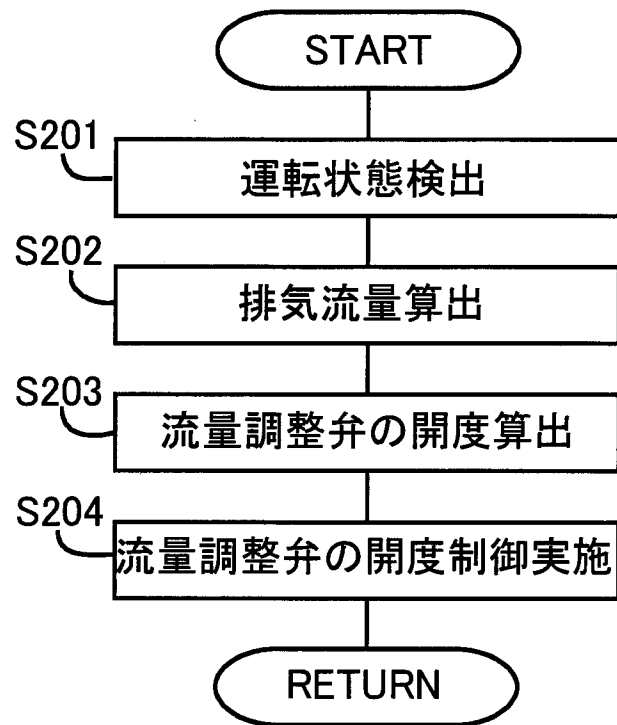 START
S201
運転状態検出
S202
排気流量算出
S203
流量調整弁の開度算出
S204
流量調整弁の開度制御実施
RETURN